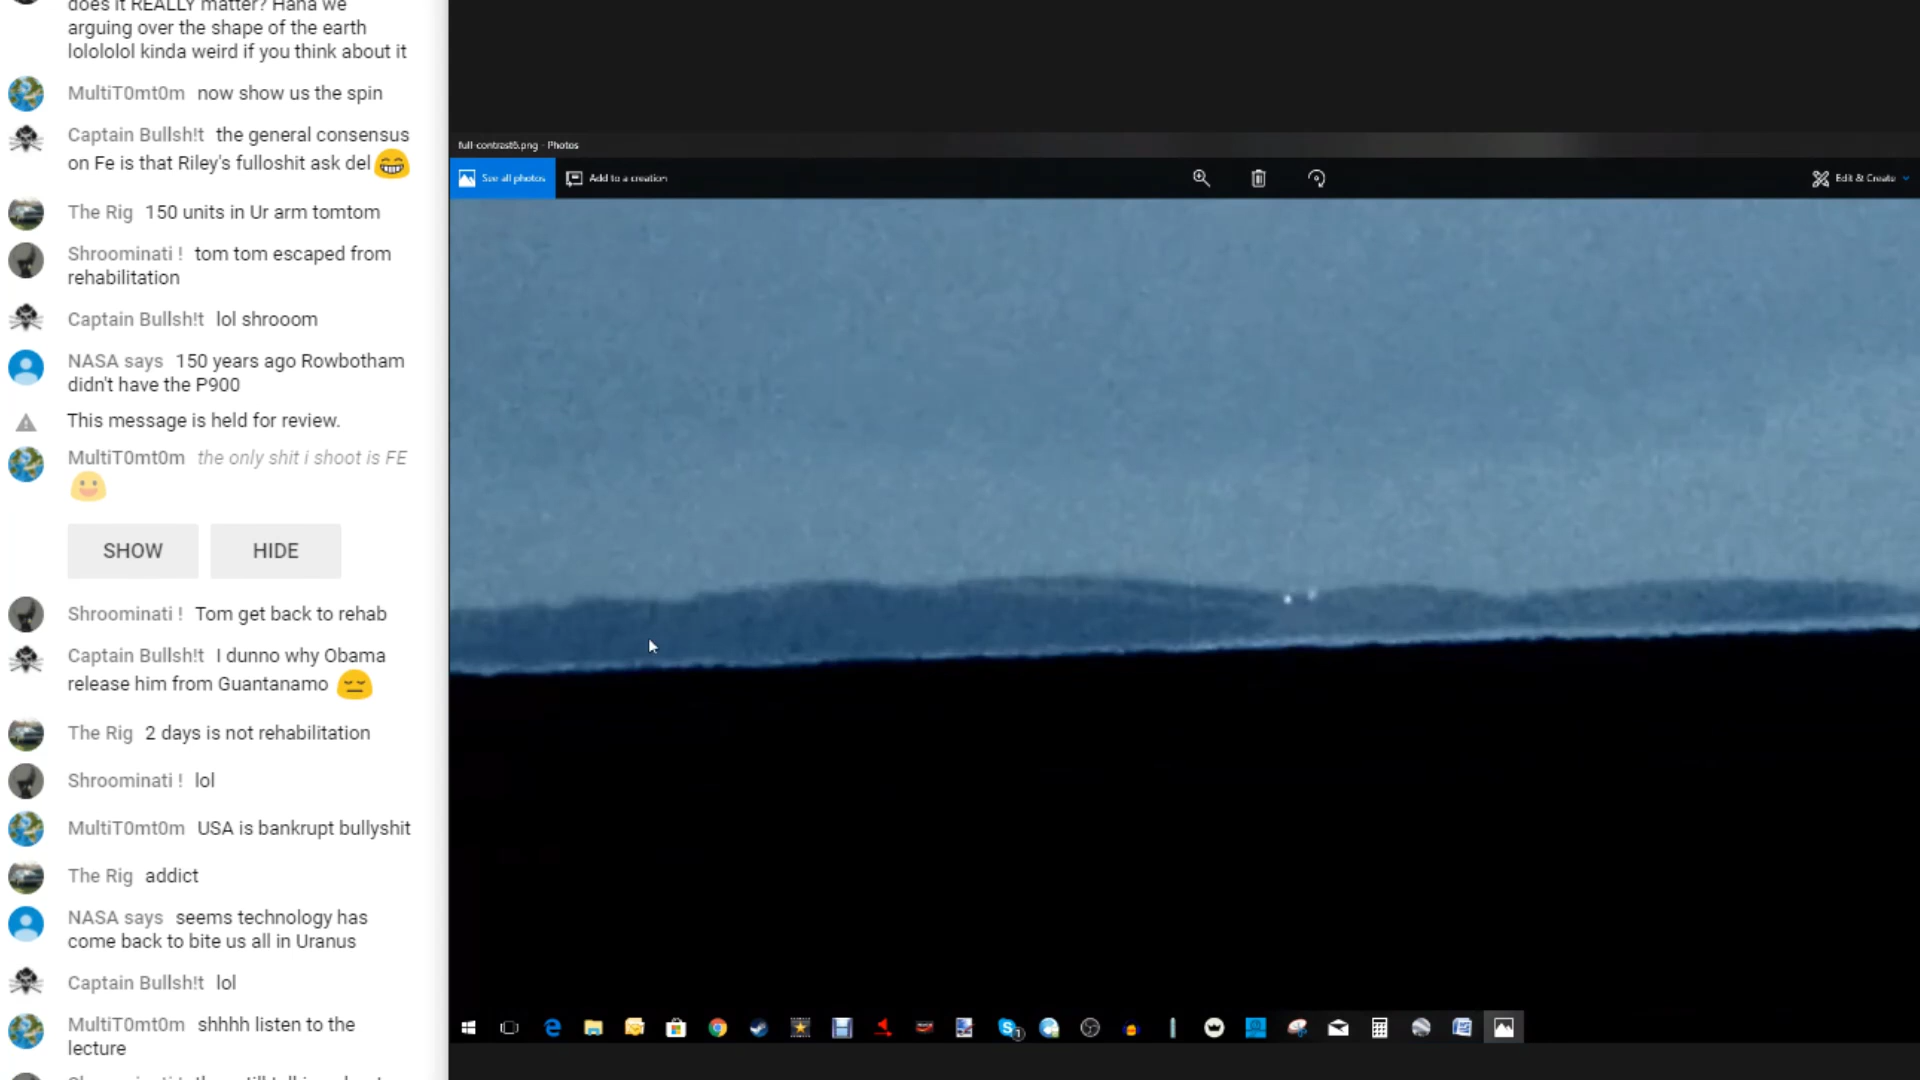 does it REALLY matter? Haha we
arguing over the shape of the earth
lolololol kinda weird if you think about it
MultiT0mt0m now show us the spin
Captain Bullsh!t the general consensus
on Fe is that Riley's fulloshit ask del
The Rig 150 units in Ur arm tomtom
Shroominati ! tom tom escaped from
rehabilitation
Captain Bullsh!t lol shrooom
NASA says 150 years ago Rowbotham
didn't have the P900
This message is held for review.
MultiT0mt0m the only shit i shoot is FE
SHOW HIDE
Shroominati ! Tom get back to rehab
Captain Bullsh!t I dunno why Obama
release him from Guantanamo
The Rig 2 days is not rehabilitation
Shroominati ! lol
MultiT0mt0m USA is bankrupt bullyshit
The Rig addict
NASA says seems technology has
come back to bite us all in Uranus
Captain Bullsh!t lol
MultiT0mt0m shhhh listen to the
lecture
full-contrast6.png - Photos
See all photos Add to a creation Edit & Create